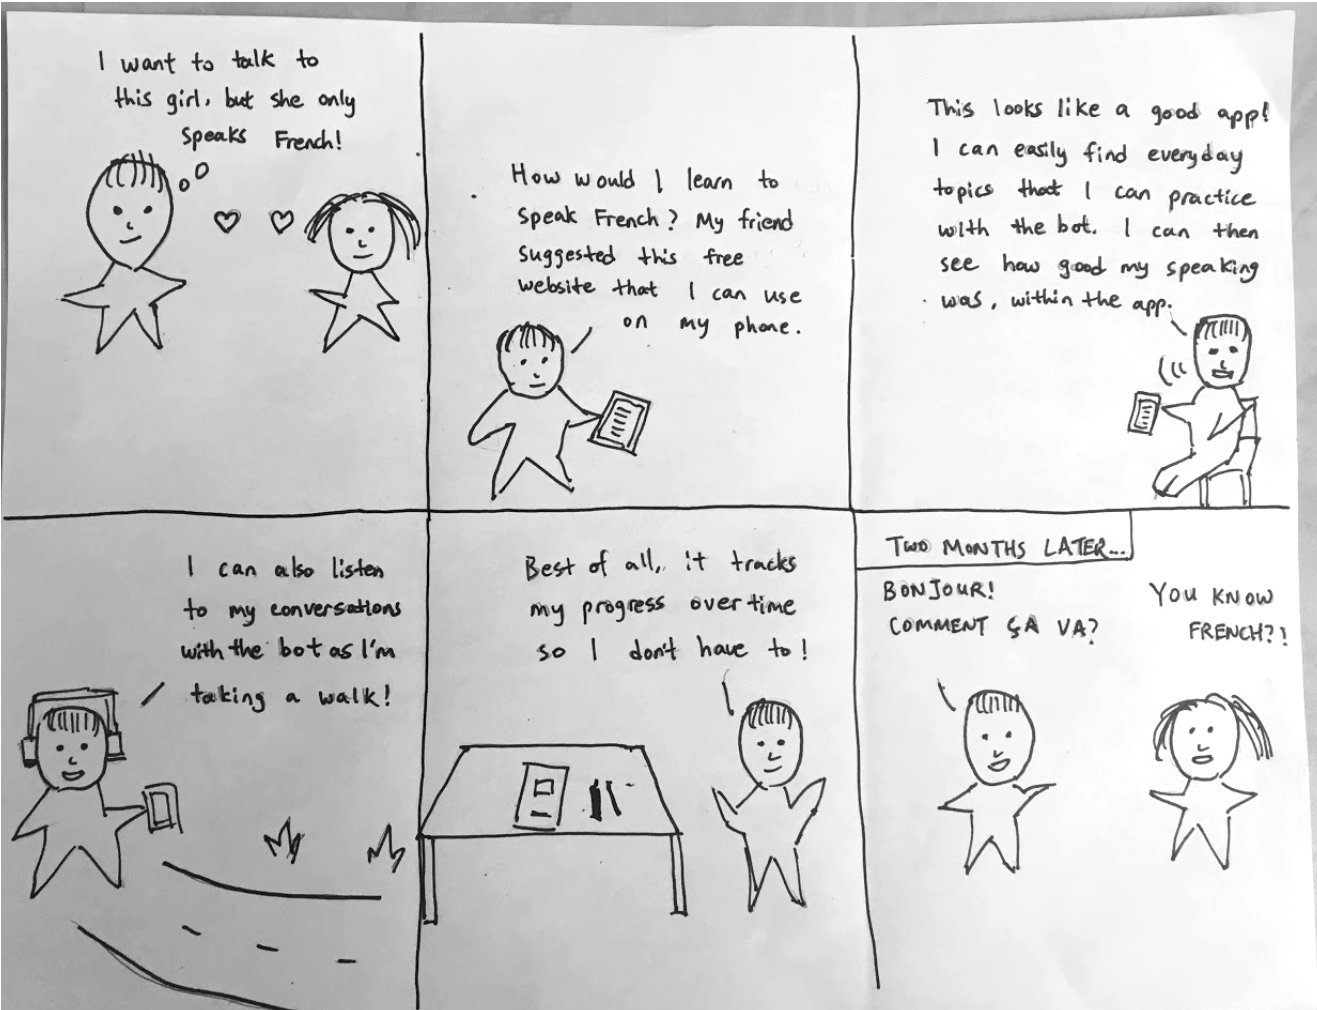 I want to talk to
this girl, but she only
speaks French!
How would I learn to
speak French? My friend
suggested this free
website that I can use
on my phone.
This looks like a good app!
I can easily find everyday
topics that I can practice
with the bot. I can then
see how good my speaking
was, within the app.
I can also listen
to my conversations
with the bot as I'm
taking a walk!
Best of all, it tracks
my progress over time
so I don't have to!
TWO MONTHS LATER...
BONJOUR!
COMMENT ÇA VA?
YOU KNOW
FRENCH?!